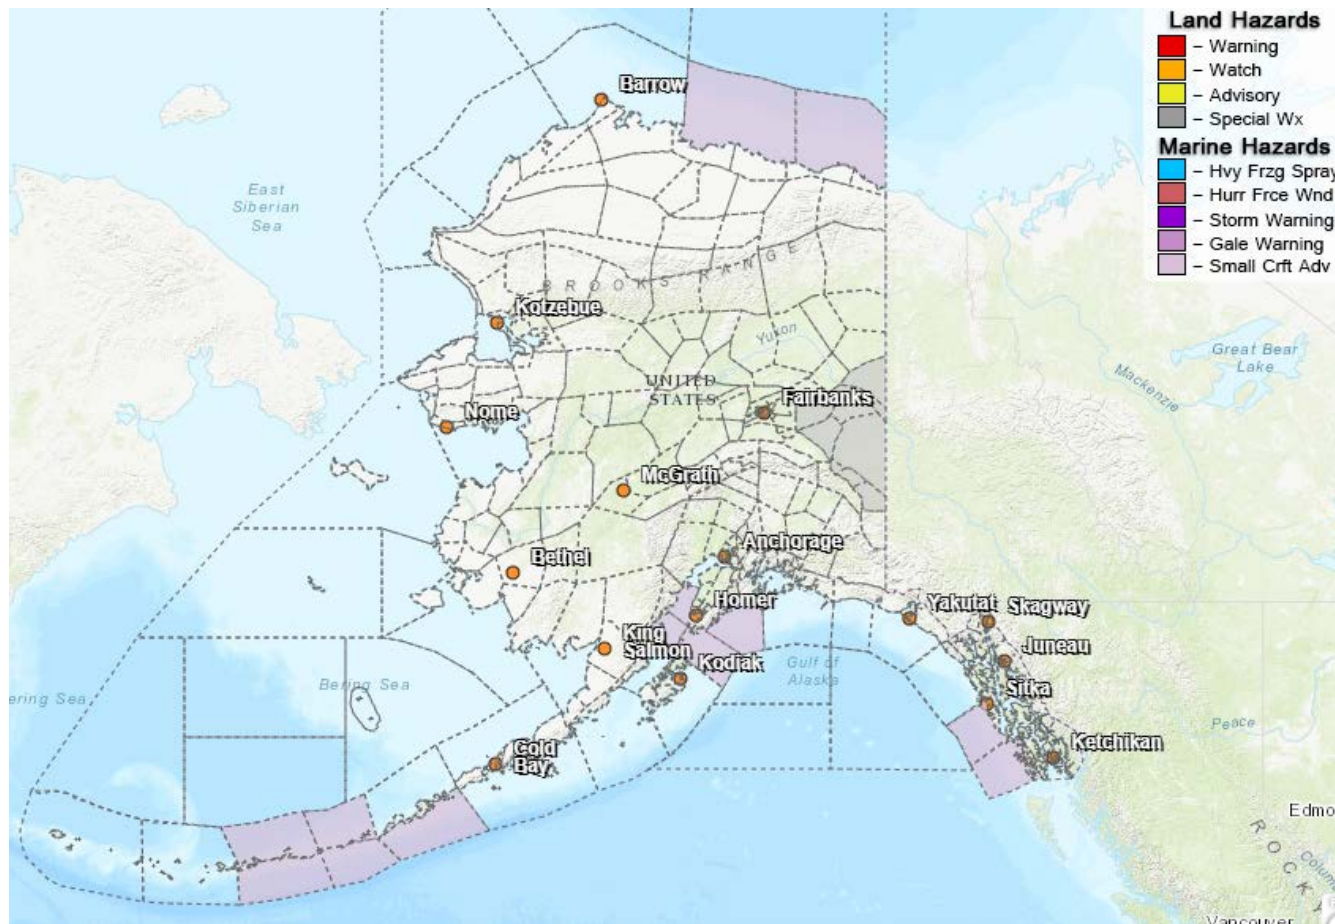 Land Hazards
– Warning
– Watch
– Advisory
– Special Wx
Marine Hazards
– Hvy Frzg Spray
– Hurr Frce Wnd
– Storm Warning
– Gale Warning
– Small Crft Adv
Barrow
East
Siberian
Sea
BROOKS RANGE
Kotzebue
Yukon
Great Bear
Lake
Mackenzie
UNITED
STATES
Fairbanks
Nome
McGrath
Anchorage
Bethel
Homer
Yakutat
Skagway
King
Salmon
Juneau
Kodiak
Gulf of
Alaska
Bering Sea
ering Sea
Sitka
Peace
Ketchikan
Cold
Bay
Edmo
ROCK
Colum
Vancouver